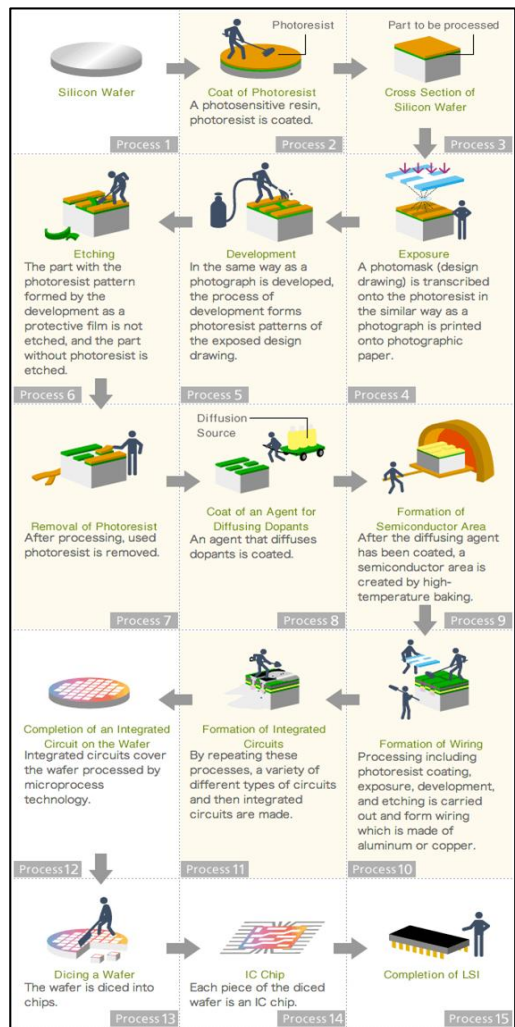 Photoresist
Part to be processed
Silicon Wafer
Process 1
Coat of Photoresist
A photosensitive resin,
photoresist is coated.
Process 2
Cross Section of
Silicon Wafer
Process 3
Exposure
A photomask (design
drawing) is transcribed
onto the photoresist in
the similar way as a
photograph is printed
onto photographic
paper.
Process 4
Development
In the same way as a
photograph is developed,
the process of
development forms
photoresist patterns of
the exposed design
drawing.
Process 5
Etching
The part with the
photoresist pattern
formed by the
development as a
protective film is not
etched, and the part
without photoresist is
etched.
Process 6
Removal of Photoresist
After processing, used
photoresist is removed.
Process 7
Diffusion
Source
Coat of an Agent for
Diffusing Dopants
An agent that diffuses
dopants is coated.
Process 8
Formation of
Semiconductor Area
After the diffusing agent
has been coated, a
semiconductor area is
created by high-
temperature baking.
Process 9
Formation of Wiring
Processing including
photoresist coating,
exposure, development,
and etching is carried
out and form wiring
which is made of
aluminum or copper.
Process 10
Formation of Integrated
Circuits
By repeating these
processes, a variety of
different types of circuits
and then integrated
circuits are made.
Process 11
Completion of an Integrated
Circuit on the Wafer
Integrated circuits cover
the wafer processed by
microprocess
technology.
Process 12
Dicing a Wafer
The wafer is diced into
chips.
Process 13
IC Chip
Each piece of the diced
wafer is an IC chip.
Process 14
Completion of LSI
Process 15